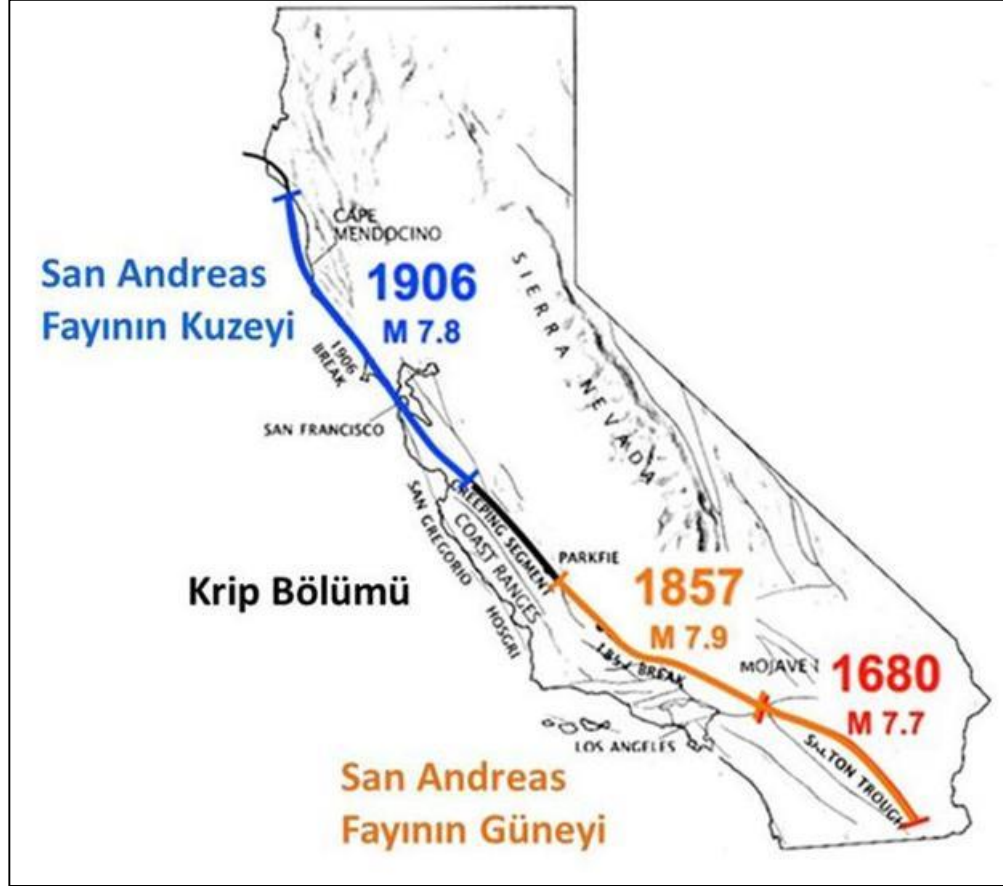 CAPE
MENDOCINO
San Andreas
Fayının Kuzeyi
1906
M 7.8
SIERRA NEVADA
1906
BREAK
SAN FRANCISCO
CREEPING SEGMENT
COAST RANGES
SAN GREGORIO
HOSGRI
Krip Bölümü
PARKFIE
1857
M 7.9
BREAK
MOJAVE
1680
M 7.7
LOS ANGELES
SALTON TROUGH
San Andreas
Fayının Güneyi